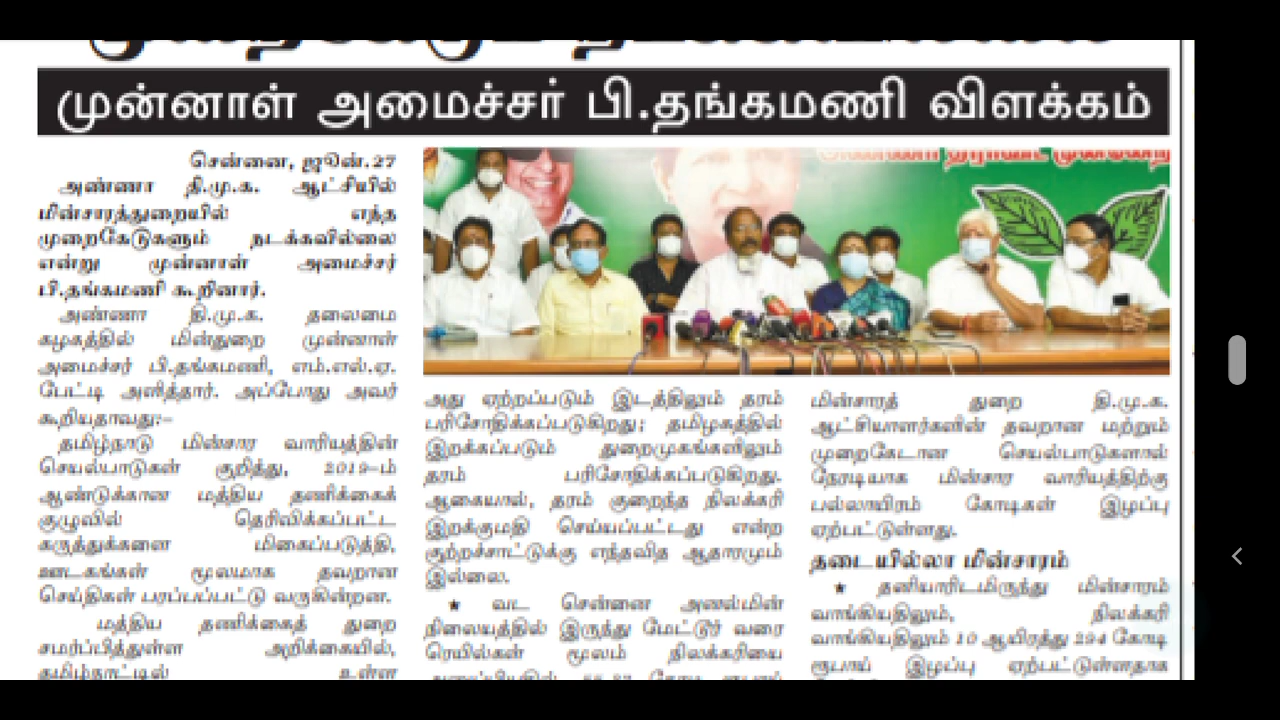 முன்னாள் அமைச்சர் பி.தங்கமணி விளக்கம்
சென்னை, ஜூன்.27
அண்ணா தி.மு.க. ஆட்சியில்
மின்சாரத்துறையில் எந்த
முறைகேடுகளும் நடக்கவில்லை
என்று முன்னாள் அமைச்சர்
பி.தங்கமணி கூறினார்.
அண்ணா தி.மு.க. தலைமை
கழகத்தில் மின்துறை முன்னாள்
அமைச்சர் பி.தங்கமணி, எம்.எல்.ஏ.
பேட்டி அளித்தார். அப்போது அவர்
கூறியதாவது:–
தமிழ்நாடு மின்சார வாரியத்தின்
செயல்பாடுகள் குறித்து, 2019–ம்
ஆண்டுக்கான மத்திய தணிக்கைக்
குழுவில் தெரிவிக்கப்பட்ட
கருத்துக்களை மிகைப்படுத்தி,
ஊடகங்கள் மூலமாக தவறான
செய்திகள் பரப்பப்பட்டு வருகின்றன.
மத்திய தணிக்கைத் துறை
சமர்ப்பித்துள்ள அறிக்கையில்,
தமிழ்நாட்டில் உள்ள
அது ஏற்றப்படும் இடத்திலும் தரம்
பரிசோதிக்கப்படுகிறது; தமிழகத்தில்
இறக்கப்படும் துறைமுகங்களிலும்
தரம் பரிசோதிக்கப்படுகிறது.
ஆகையால், தரம் குறைந்த நிலக்கரி
இறக்குமதி செய்யப்பட்டது என்ற
குற்றச்சாட்டுக்கு எந்தவித ஆதாரமும்
இல்லை.
★ வட சென்னை அனல்மின்
நிலையத்தில் இருந்து மேட்டூர் வரை
ரெயில்கள் மூலம் நிலக்கரியை
மின்சாரத் துறை தி.மு.க.
ஆட்சியாளர்களின் தவறான மற்றும்
முறைகேடான செயல்பாடுகளால்
நேரடியாக மின்சார வாரியத்திற்கு
பல்லாயிரம் கோடிகள் இழப்பு
ஏற்பட்டுள்ளது.
தடையில்லா மின்சாரம்
★ தனியாரிடமிருந்து மின்சாரம்
வாங்கியதிலும், நிலக்கரி
வாங்கியதிலும் 10 ஆயிரத்து 294 கோடி
ரூபாய் இழப்பு ஏற்பட்டுள்ளதாக